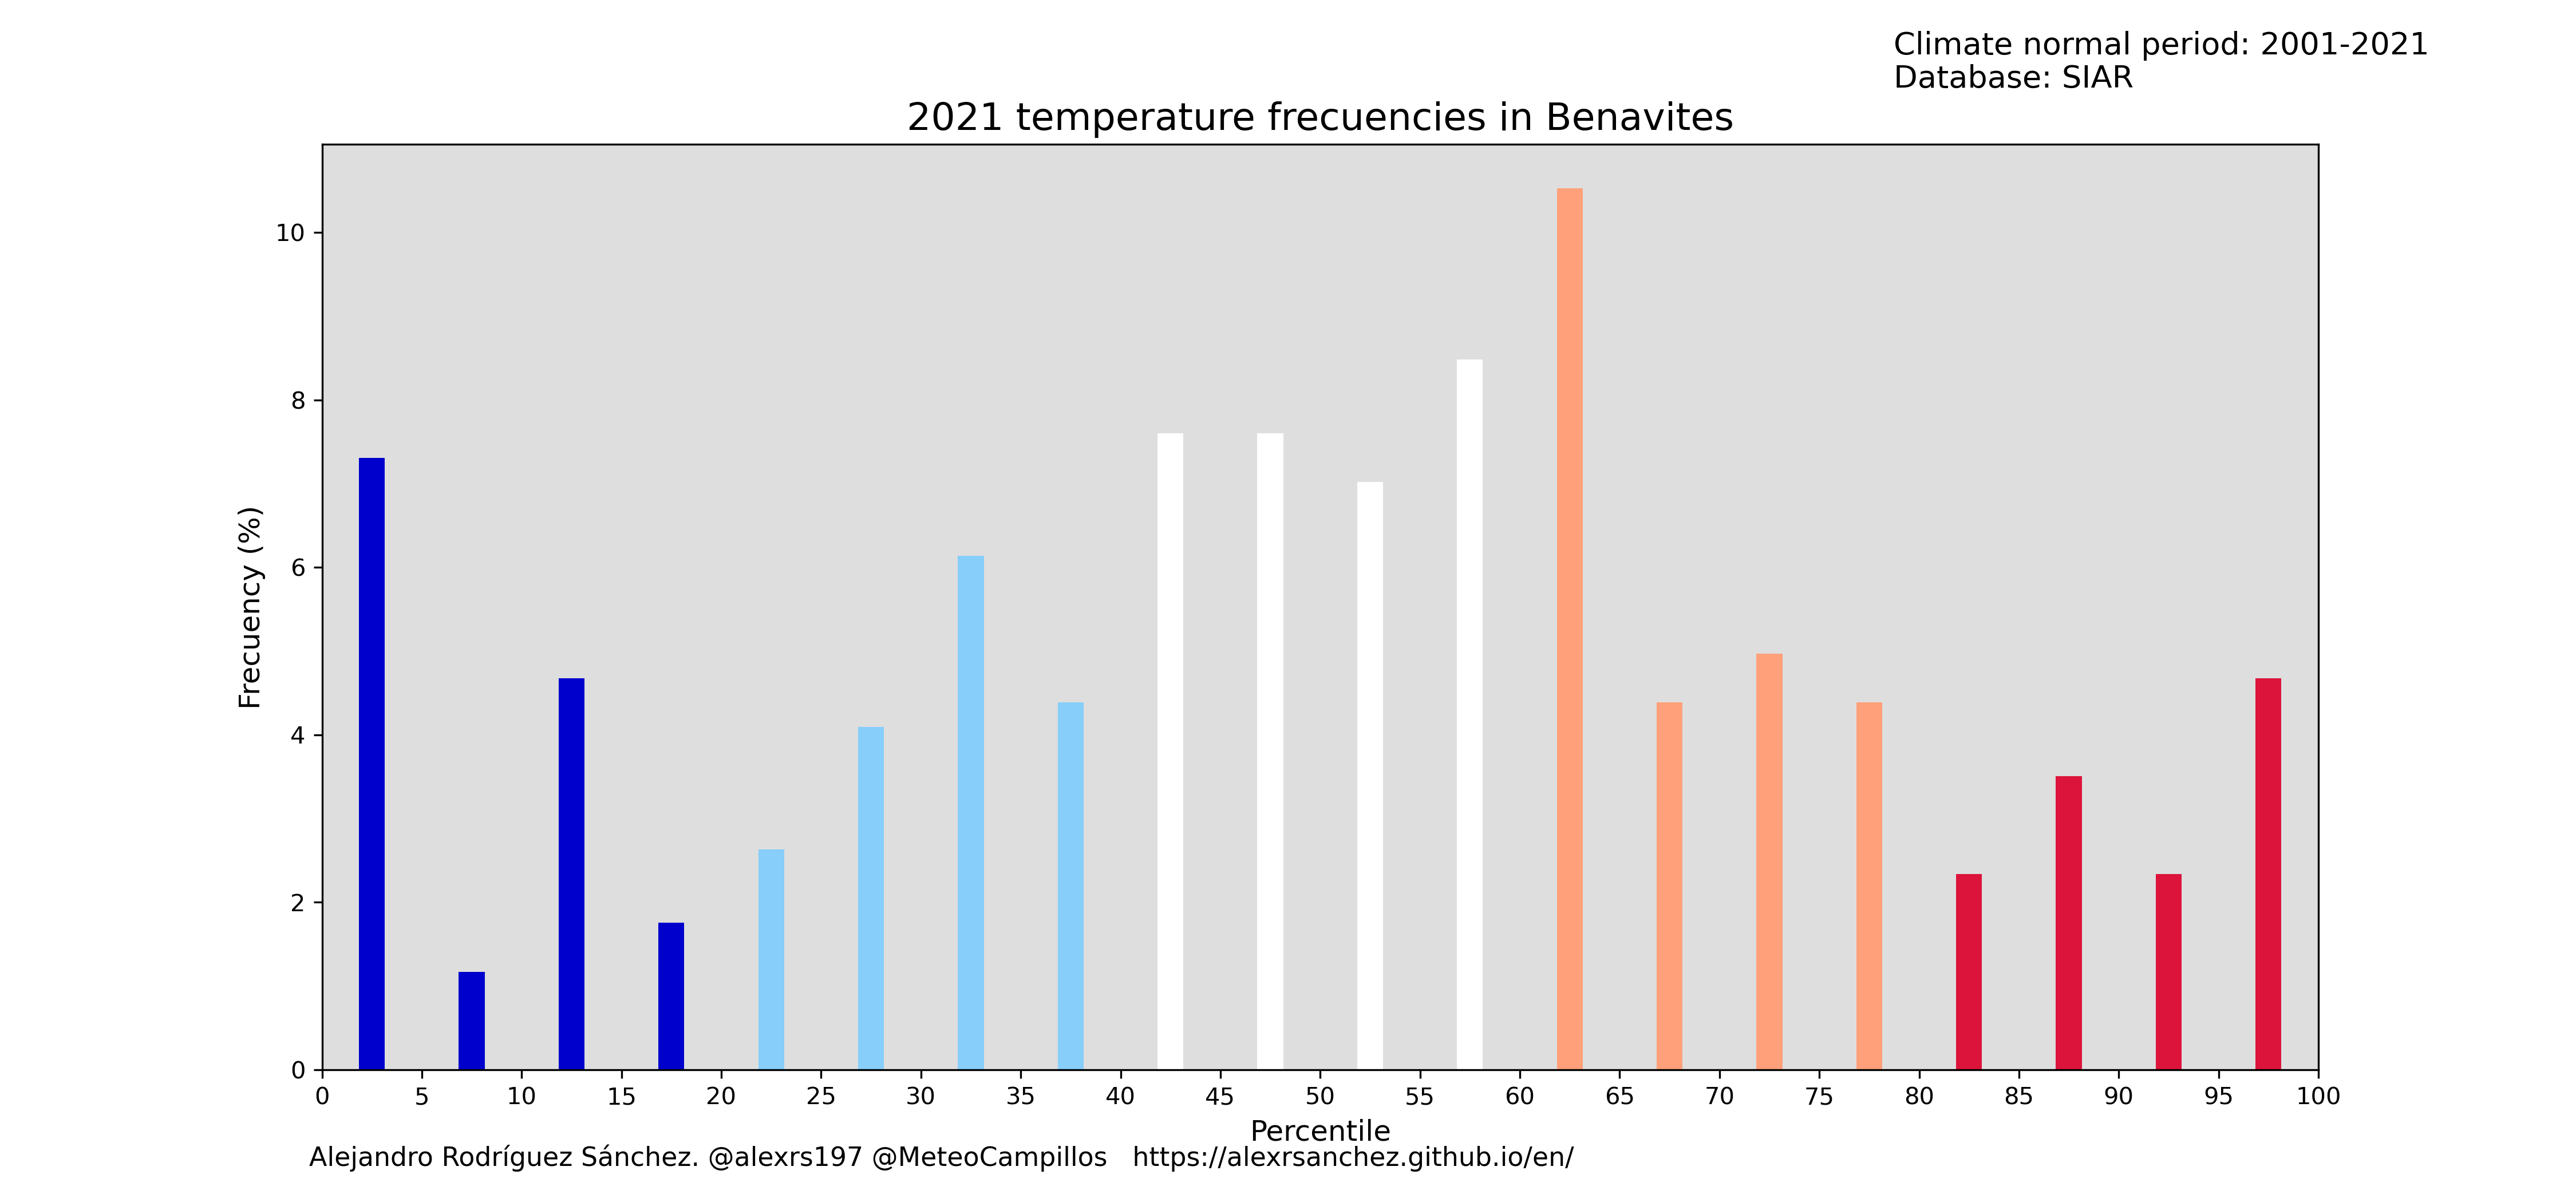 Climate normal period: 2001-2021
Database: SIAR
2021 temperature frecuencies in Benavites
Frecuency (%)
10
8
6
4
2
0
0 5 10 15 20 25 30 35 40 45 50 55 60 65 70 75 80 85 90 95 100
Percentile
Alejandro Rodríguez Sánchez. @alexrs197 @MeteoCampillos https://alexrsanchez.github.io/en/